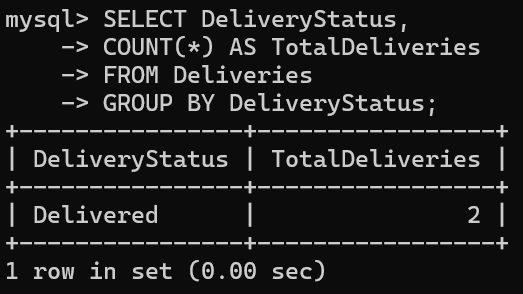 mysql> SELECT DeliveryStatus,
    -> COUNT(*) AS TotalDeliveries
    -> FROM Deliveries
    -> GROUP BY DeliveryStatus;
+----------------+-----------------+
| DeliveryStatus | TotalDeliveries |
+----------------+-----------------+
| Delivered      |               2 |
+----------------+-----------------+
1 row in set (0.00 sec)